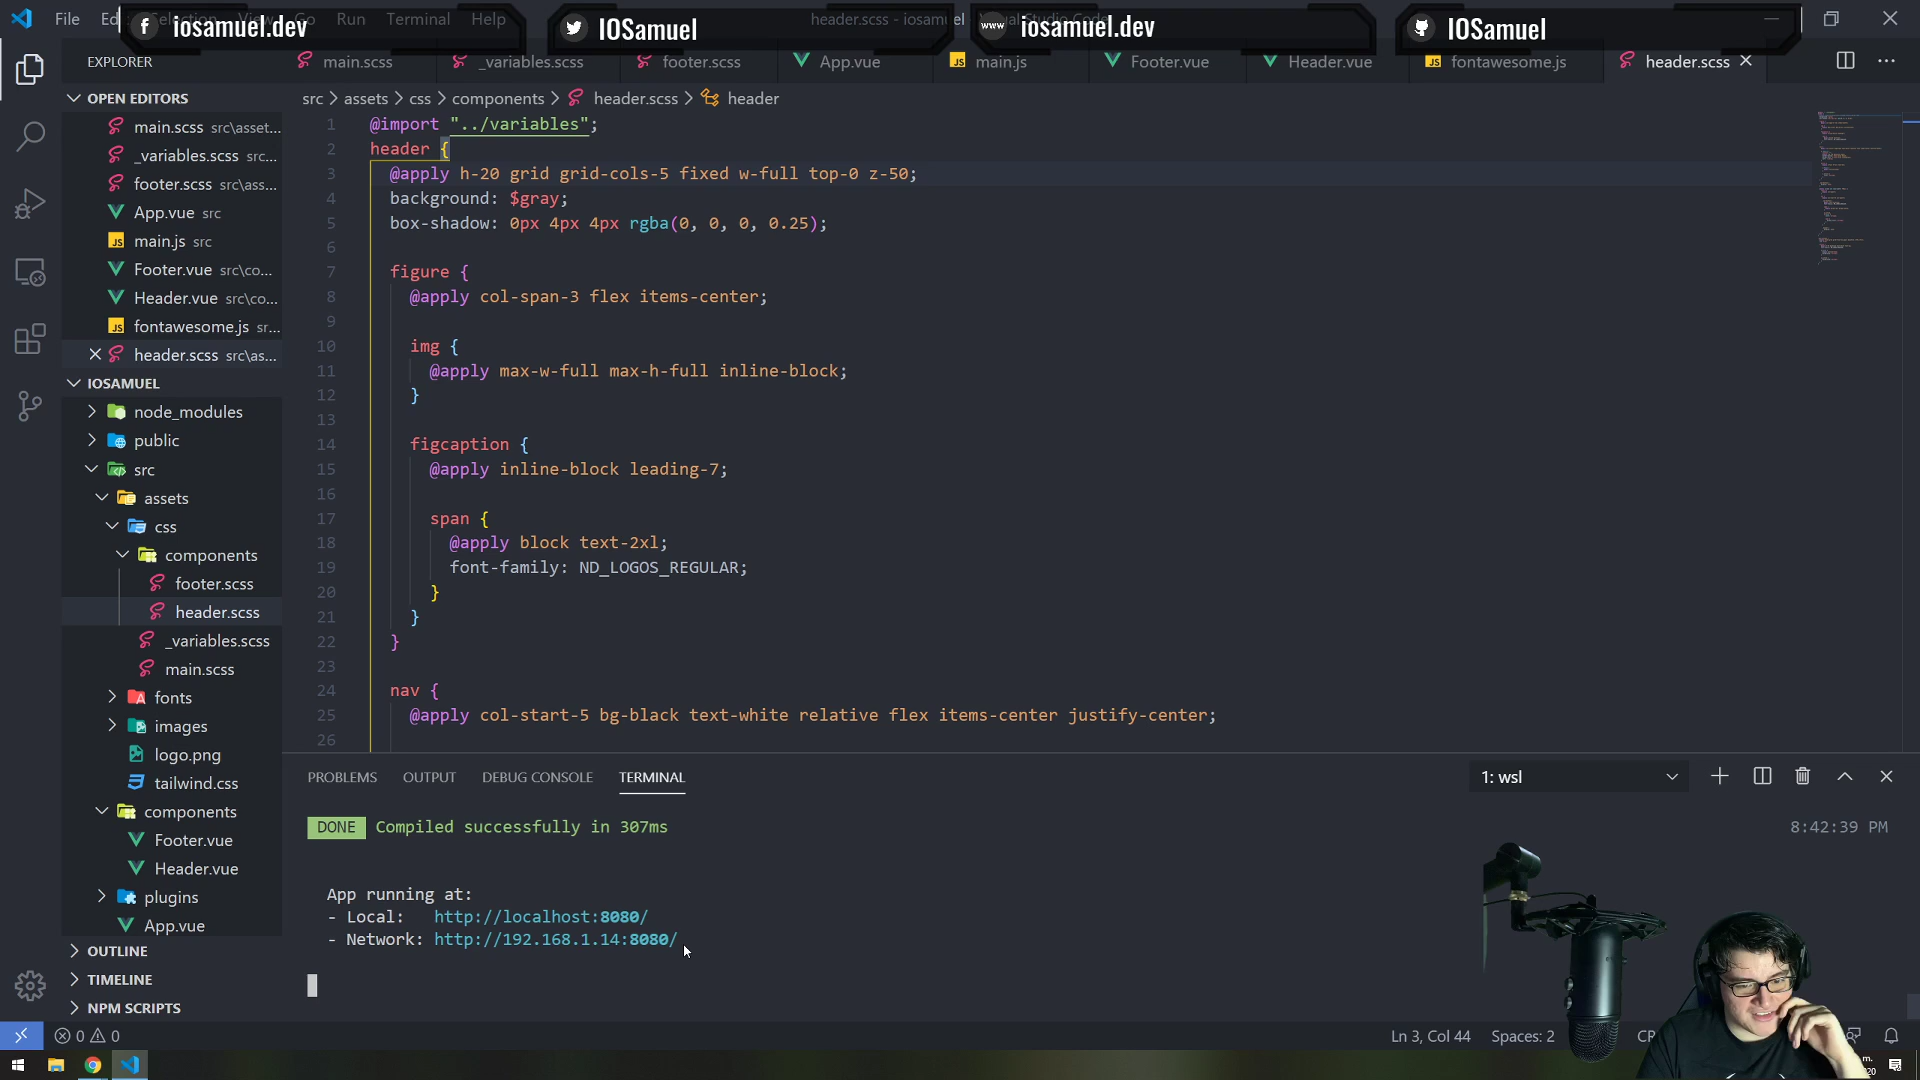 File
Selection View Go Run Terminal Help
header.scss - iosamuel - Visual Studio Code
Iosamuel.dev
IOSamuel
www iosamuel.dev
IOSamuel
EXPLORER
main.scss
_variables.scss
footer.scss
App.vue
JS main.js
Footer.vue
Header.vue
JS fontawesome.js
header.scss
OPEN EDITORS
main.scss src\asset...
_variables.scss src...
footer.scss src\ass...
App.vue src
JS main.js src
Footer.vue src\co...
Header.vue src\co...
JS fontawesome.js sr...
header.scss src\as...
IOSAMUEL
node_modules
public
src
assets
css
components
footer.scss
header.scss
_variables.scss
main.scss
fonts
images
logo.png
tailwind.css
components
Footer.vue
Header.vue
plugins
App.vue
OUTLINE
TIMELINE
NPM SCRIPTS
src > assets > css > components > header.scss > header
1 @import "../variables";
2 header {
3 @apply h-20 grid grid-cols-5 fixed w-full top-0 z-50;
4 background: $gray;
5 box-shadow: 0px 4px 4px rgba(0, 0, 0, 0.25);
6
7 figure {
8 @apply col-span-3 flex items-center;
9
10 img {
11 @apply max-w-full max-h-full inline-block;
12 }
13
14 figcaption {
15 @apply inline-block leading-7;
16
17 span {
18 @apply block text-2xl;
19 font-family: ND_LOGOS_REGULAR;
20 }
21 }
22 }
23
24 nav {
25 @apply col-start-5 bg-black text-white relative flex items-center justify-center;
26
PROBLEMS OUTPUT DEBUG CONSOLE TERMINAL
1: wsl
DONE Compiled successfully in 307ms
8:42:39 PM
App running at:
- Local: http://localhost:8080/
- Network: http://192.168.1.14:8080/
0 0
Ln 3, Col 44 Spaces: 2